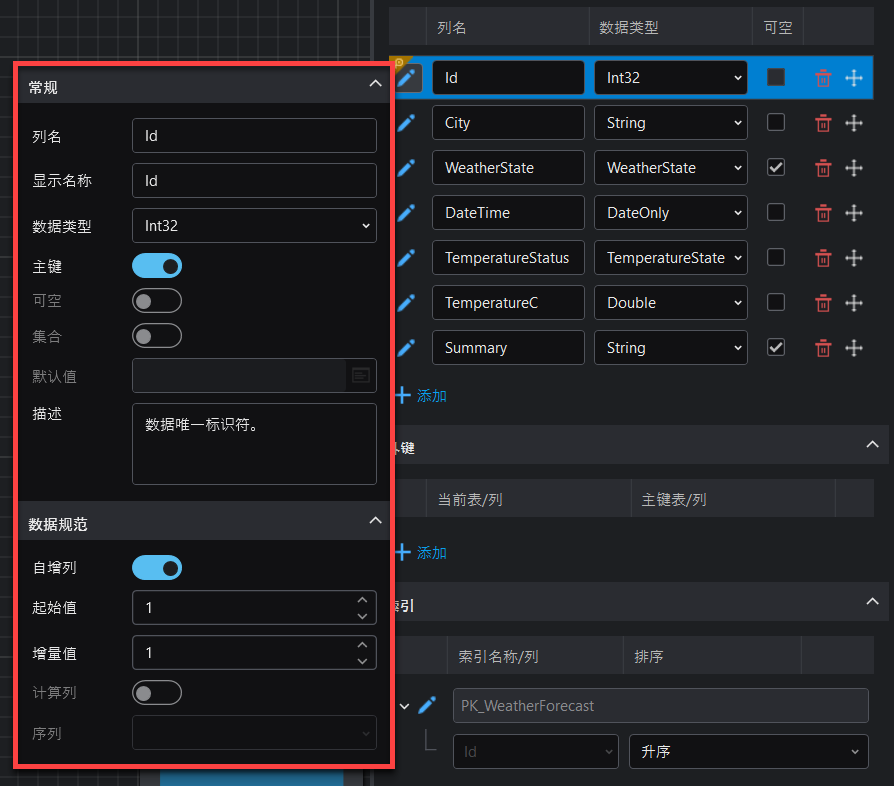 常规
列名 Id
显示名称 Id
数据类型 Int32
主键
可空
集合
默认值
描述 数据唯一标识符。
数据规范
自增列
起始值 1
增量值 1
计算列
序列
列名 数据类型 可空
Id Int32
City String
WeatherState WeatherState
DateTime DateOnly
TemperatureStatus TemperatureState
TemperatureC Double
Summary String
添加
键
当前表/列 主键表/列
添加
引
索引名称/列 排序
PK_WeatherForecast
Id 升序